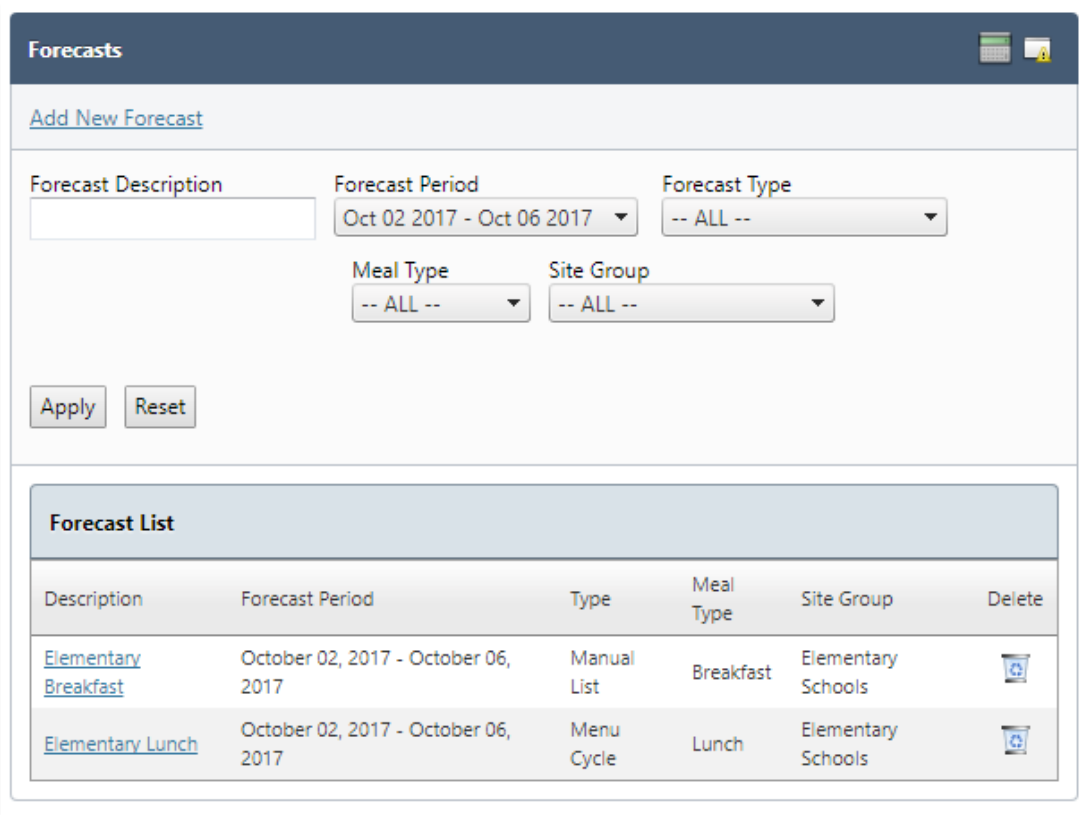 Forecasts
Add New Forecast
Forecast Description Forecast Period Forecast Type
Oct 02 2017 - Oct 06 2017 -- ALL --
Meal Type Site Group
-- ALL -- -- ALL --
Apply Reset
Forecast List
Description Forecast Period Type Meal Type Site Group Delete
Elementary Breakfast October 02, 2017 - October 06, 2017 Manual List Breakfast Elementary Schools
Elementary Lunch October 02, 2017 - October 06, 2017 Menu Cycle Lunch Elementary Schools